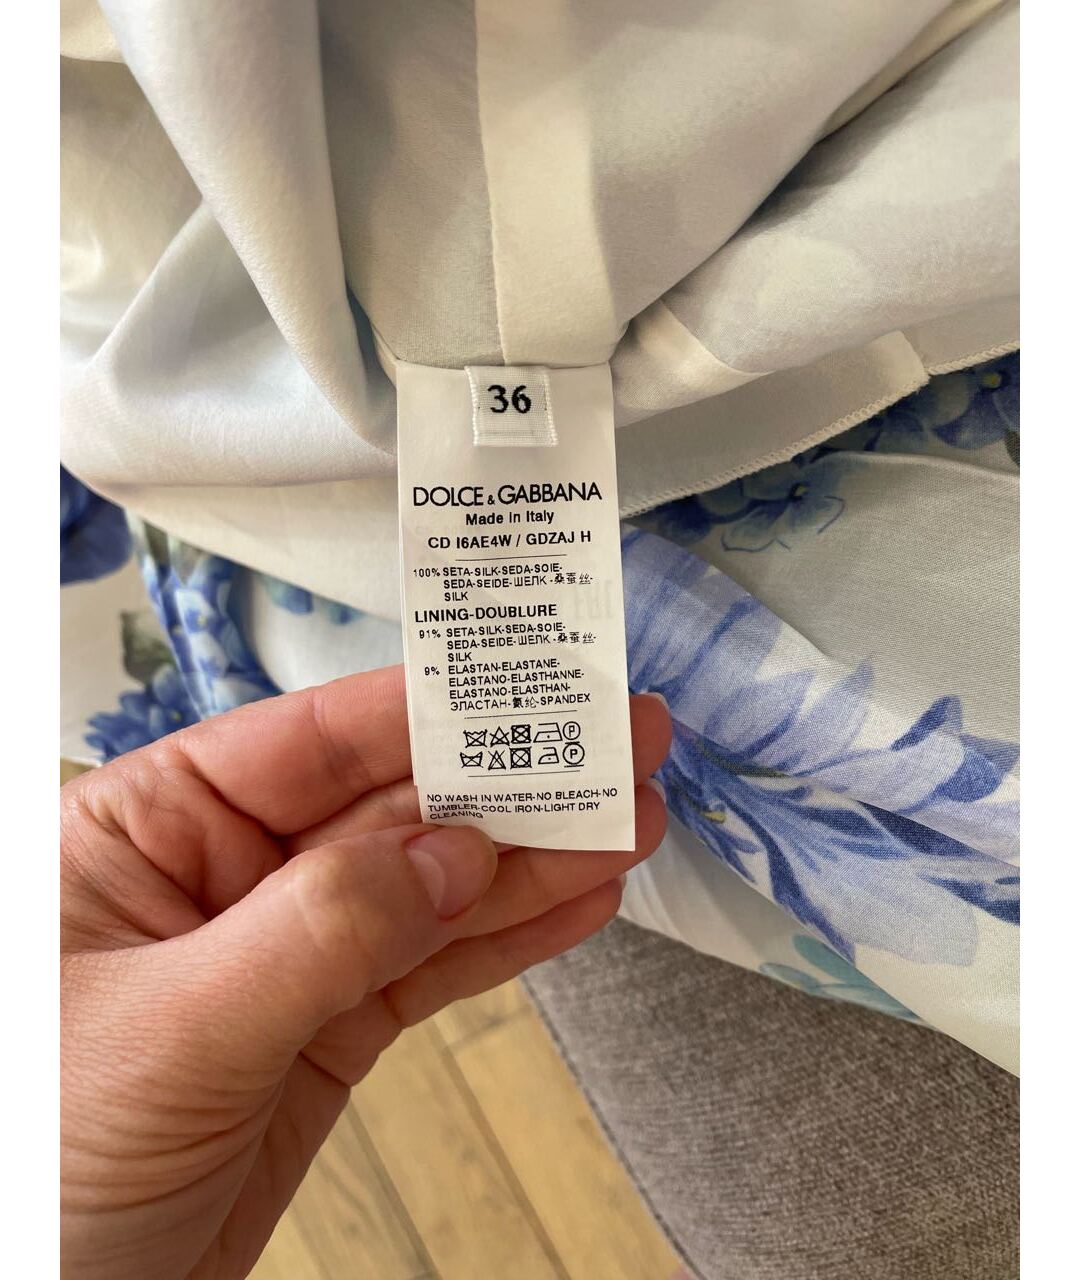 36
DOLCE & GABBANA
Made in Italy
CD I6AE4W / GDZAJ H
100% SETA-SILK-SEDA-SOIE-
SEDA-SEIDE-ШЕЛК-桑蚕丝-
SILK
LINING-DOUBLURE
91% SETA-SILK-SEDA-SOIE-
SEDA-SEIDE-ШЕЛК-桑蚕丝-
SILK
9% ELASTAN-ELASTANE-
ELASTANO-ELASTHANNE-
ELASTANO-ELASTHAN-
ЭЛАСТАН-氨纶-SPANDEX
P
P
NO WASH IN WATER-NO BLEACH-NO
TUMBLER-COOL IRON-LIGHT DRY
CLEANING